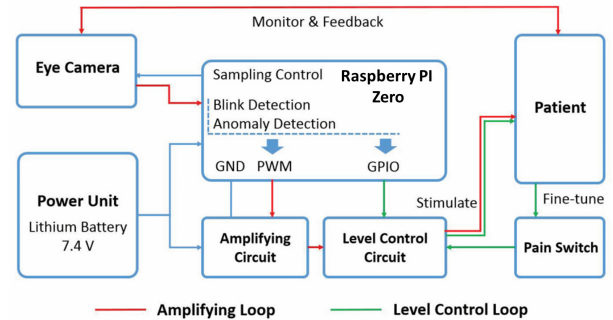 Monitor & Feedback
Eye Camera
Sampling Control
Raspberry PI
Zero
Blink Detection
Anomaly Detection
Patient
GND PWM GPIO
Power Unit
Lithium Battery
7.4 V
Stimulate
Fine-tune
Amplifying
Circuit
Level Control
Circuit
Pain Switch
Amplifying Loop
Level Control Loop